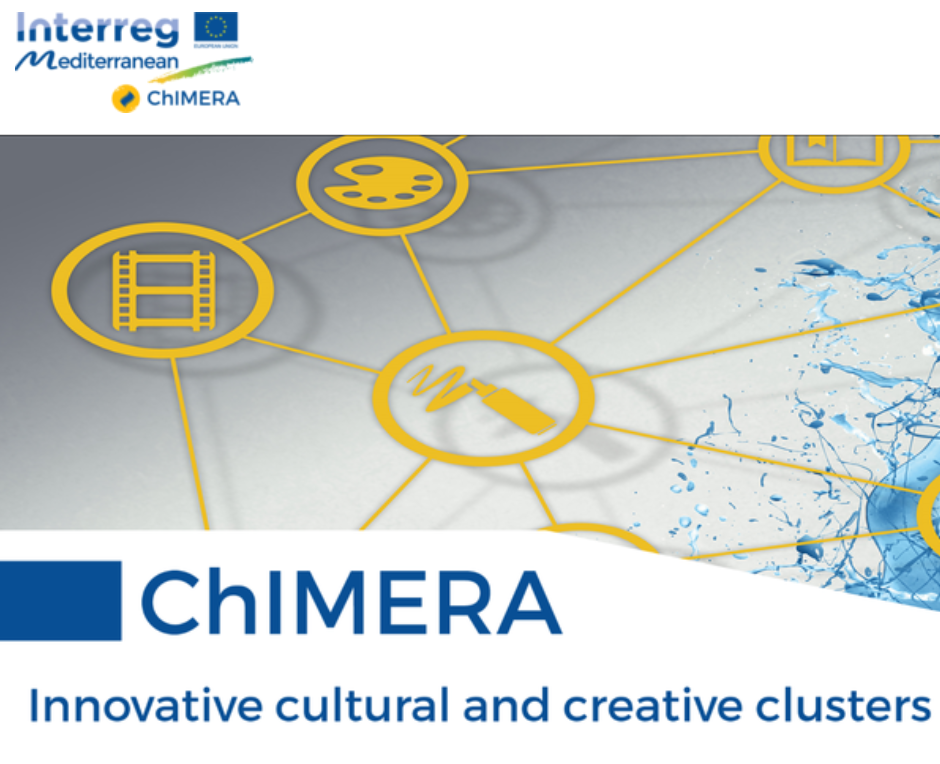 Interreg
EUROPEAN UNION
Mediterranean
ChIMERA
ChIMERA
Innovative cultural and creative clusters